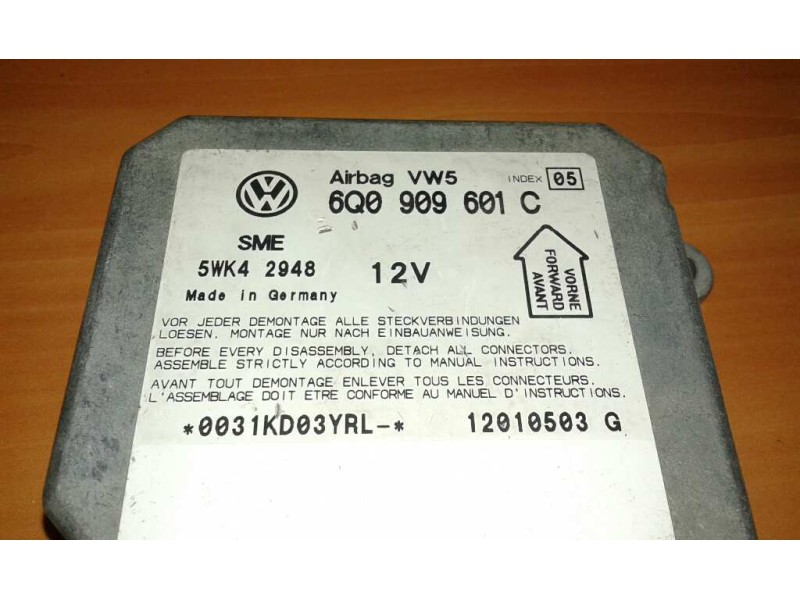 Airbag VW5 INDEX 05
6Q0 909 601 C
SME
5WK4 2948 12V
Made in Germany
VORNE
FORWARD
AVANT
VOR JEDER DEMONTAGE ALLE STECKVERBINDUNGEN
LOESEN. MONTAGE NUR NACH EINBAUANWEISUNG.
BEFORE EVERY DISASSEMBLY, DETACH ALL CONNECTORS.
ASSEMBLE STRICTLY ACCORDING TO MANUAL INSTRUCTIONS.
AVANT TOUT DEMONTAGE ENLEVER TOUS LES CONNECTEURS.
L'ASSEMBLAGE DOIT ETRE CONFORME AU MANUEL D'INSTRUCTIONS.
*0031KD03YRL-* 12010503 G